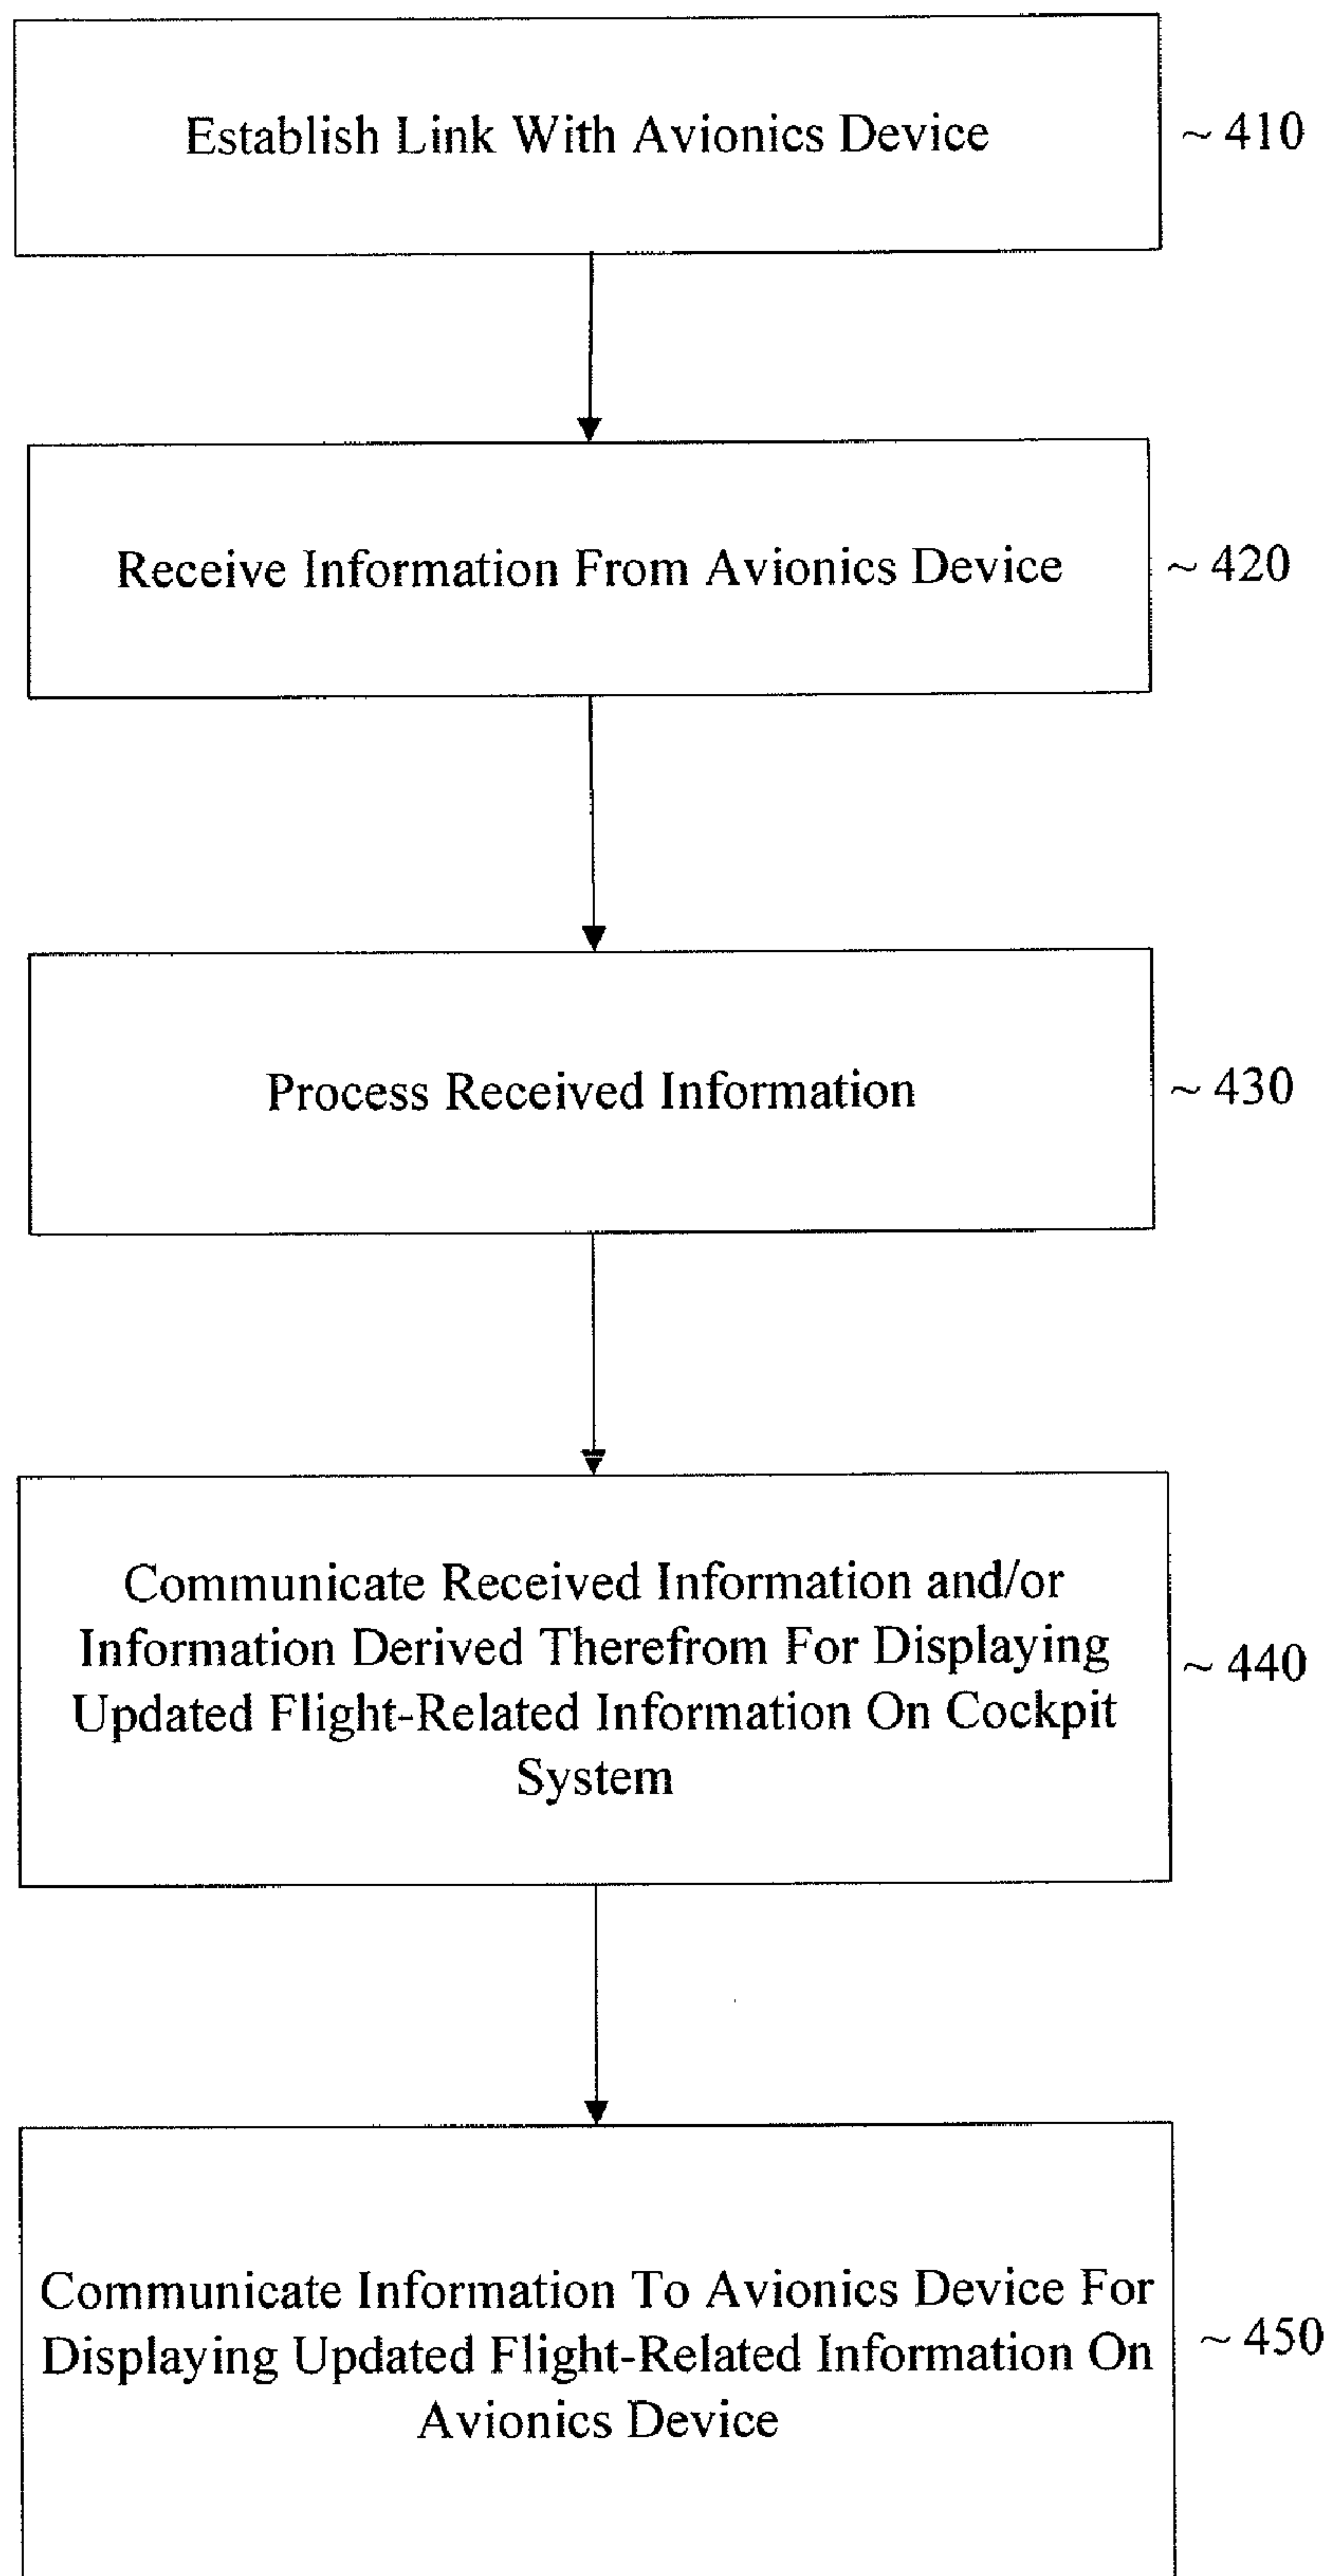 Establish Link With Avionics Device
~ 410
Receive Information From Avionics Device
~ 420
Process Received Information
~ 430
Communicate Received Information and/or
Information Derived Therefrom For Displaying
Updated Flight-Related Information On Cockpit
System
~ 440
Communicate Information To Avionics Device For
Displaying Updated Flight-Related Information On
Avionics Device
~ 450